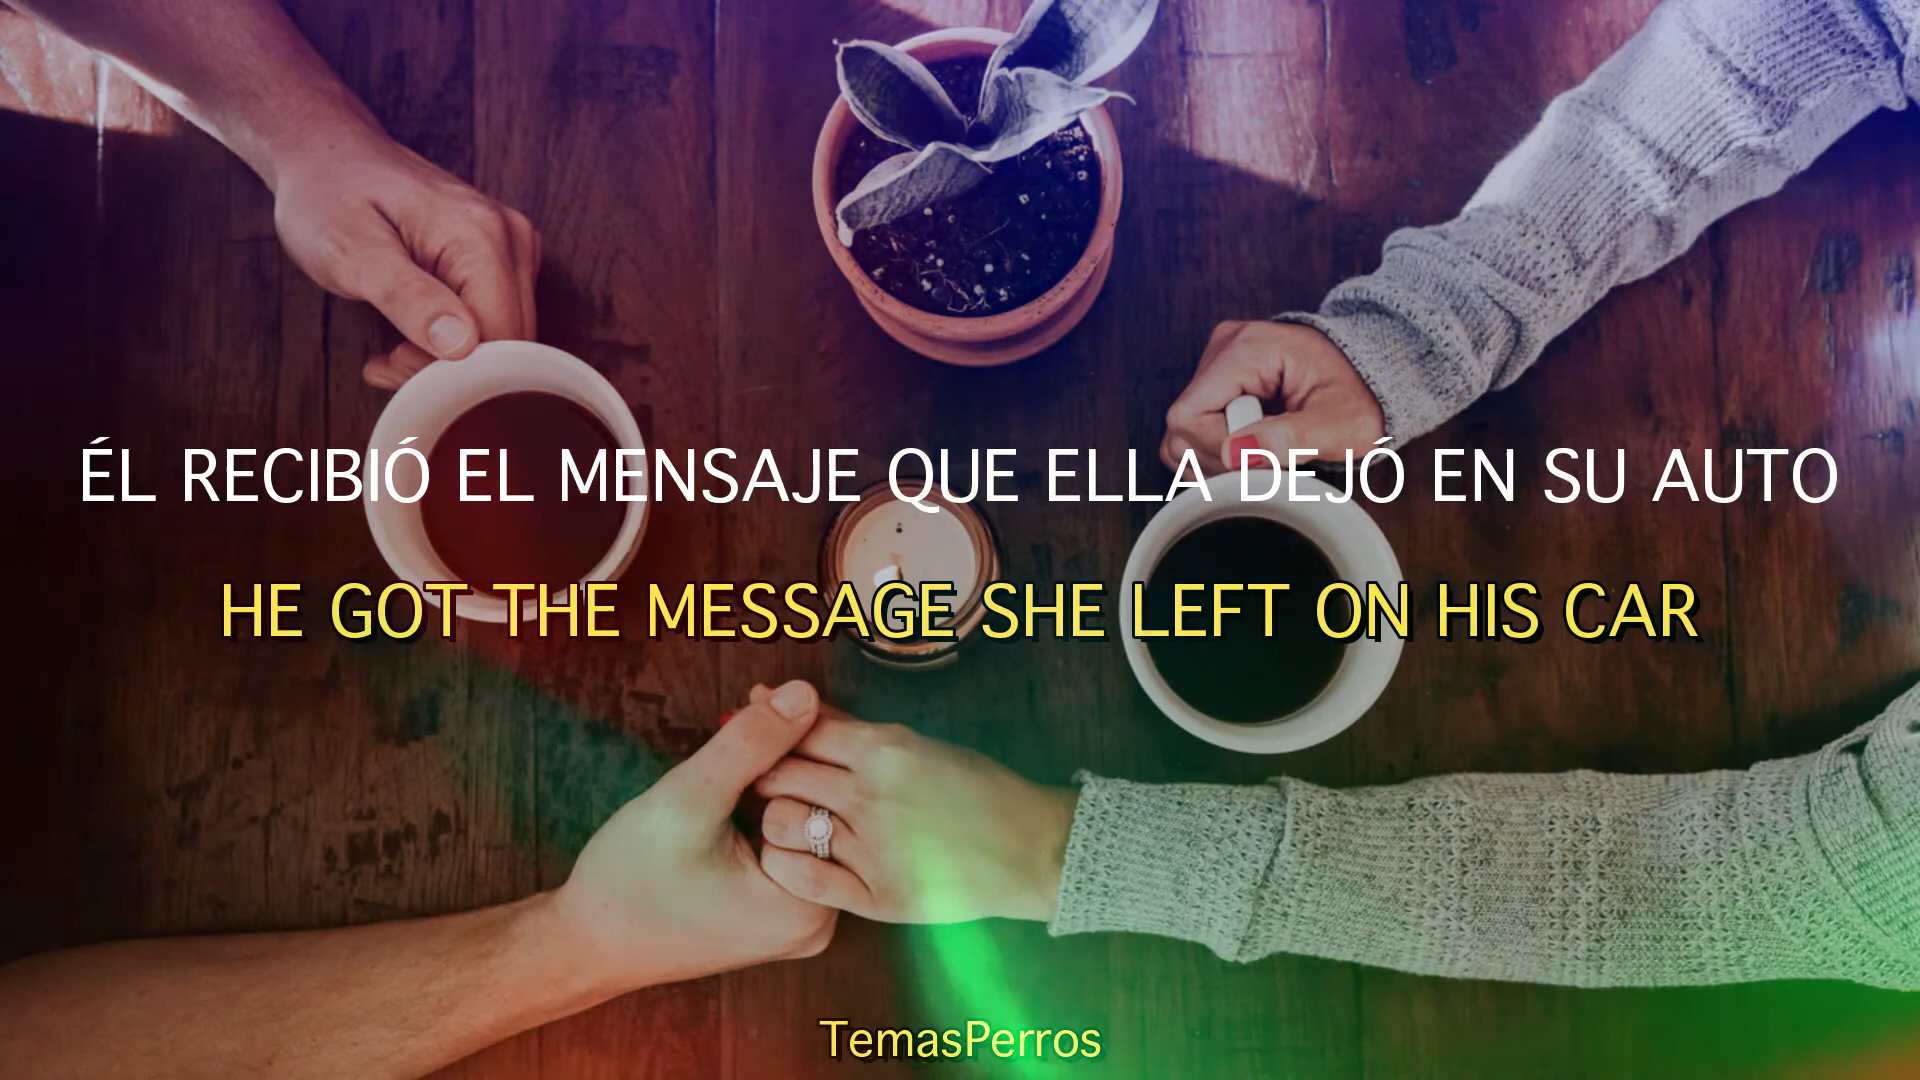 ÉL RECIBIÓ EL MENSAJE QUE ELLA DEJÓ EN SU AUTO
HE GOT THE MESSAGE SHE LEFT ON HIS CAR
TemasPerros